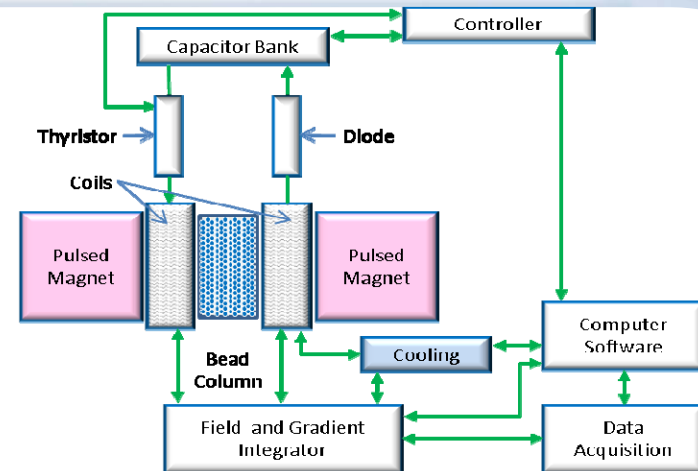 Controller
Capacitor Bank
Thyristor
Diode
Coils
Pulsed
Magnet
Pulsed
Magnet
Computer
Software
Cooling
Bead
Column
Field and Gradient
Integrator
Data
Acquisition